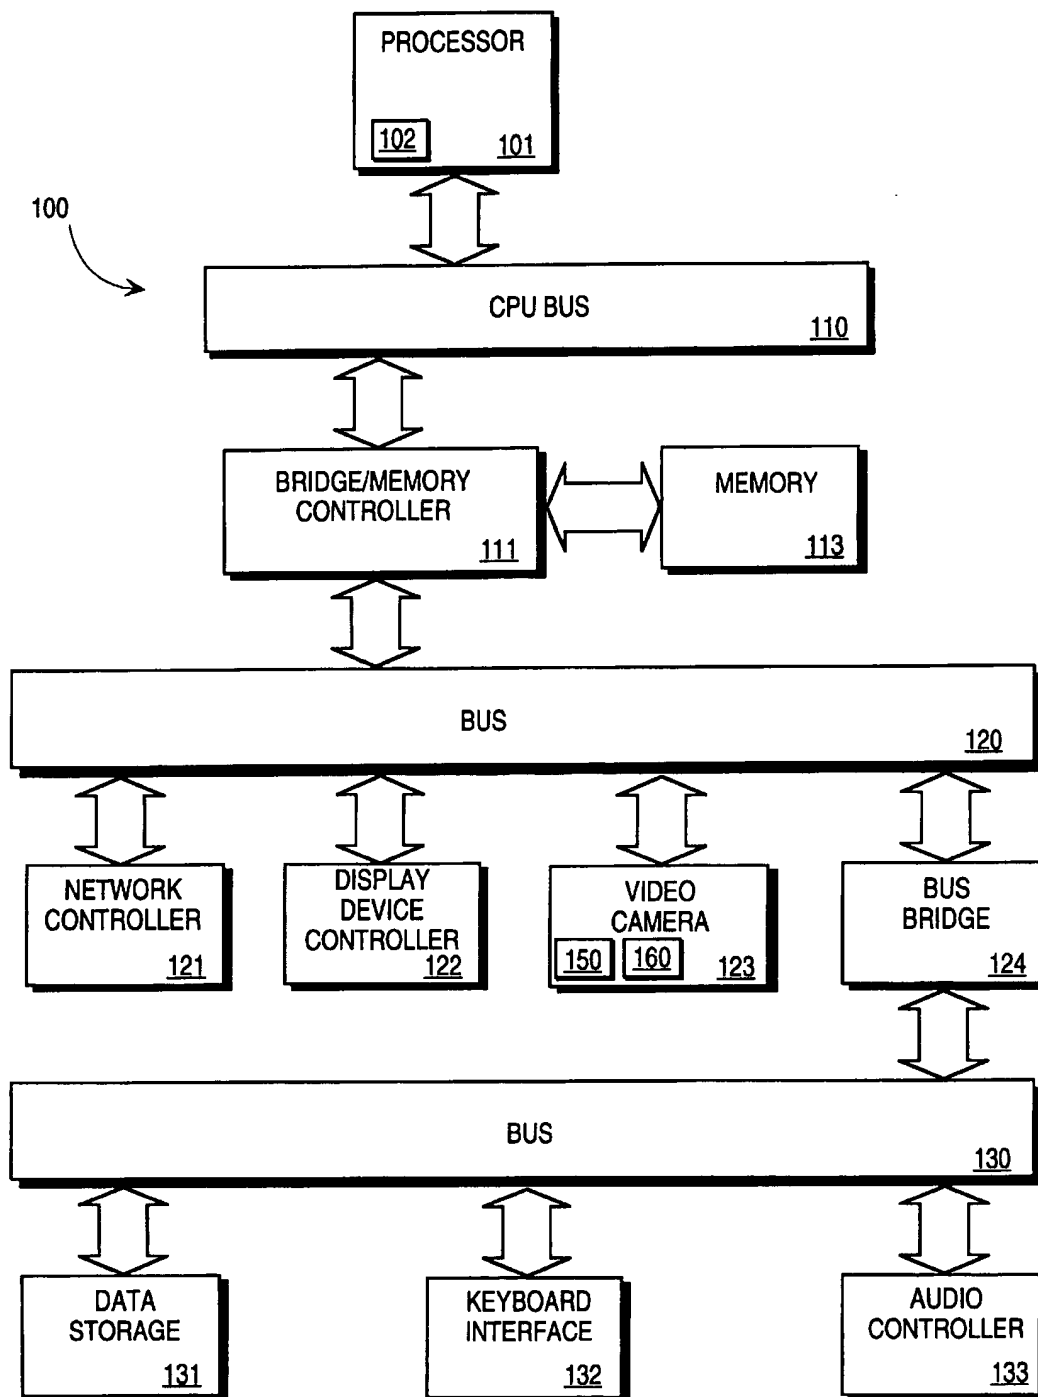 PROCESSOR
102
101
100
CPU BUS
110
BRIDGE/MEMORY
CONTROLLER
111
MEMORY
113
BUS
120
NETWORK
CONTROLLER
121
DISPLAY
DEVICE
CONTROLLER
122
VIDEO
CAMERA
150
160
123
BUS
BRIDGE
124
BUS
130
DATA
STORAGE
131
KEYBOARD
INTERFACE
132
AUDIO
CONTROLLER
133